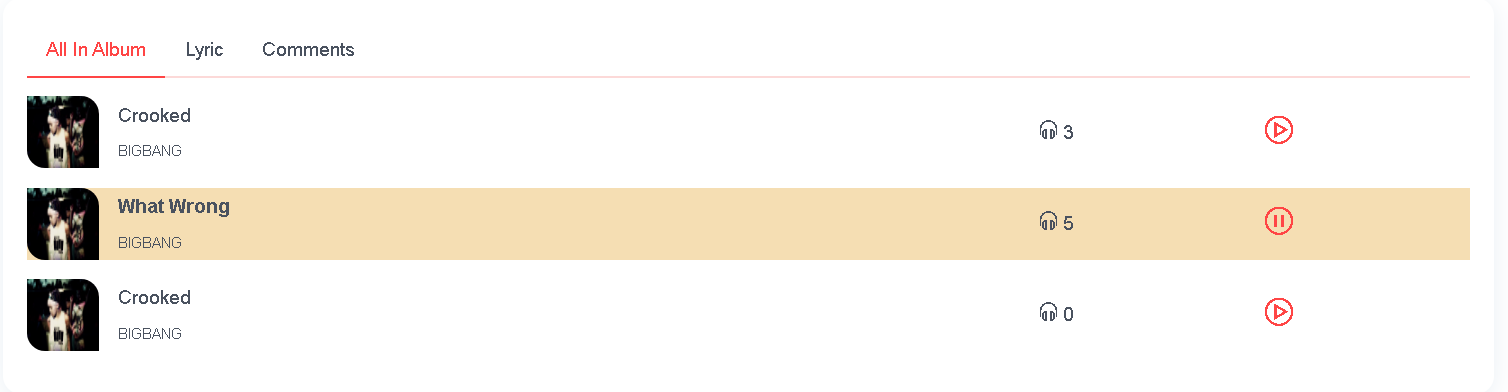 All In Album Lyric Comments
Crooked
BIGBANG
3
What Wrong
BIGBANG
5
Crooked
BIGBANG
0